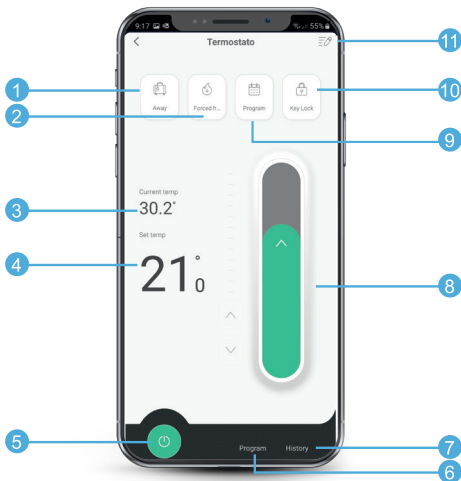 9:17 55%
Termostato
11
1
Away
Forced h...
Program
Key Lock
10
2
9
Current temp
3
30.2°
Set temp
4
21.0°
8
5
Program
History
7
6